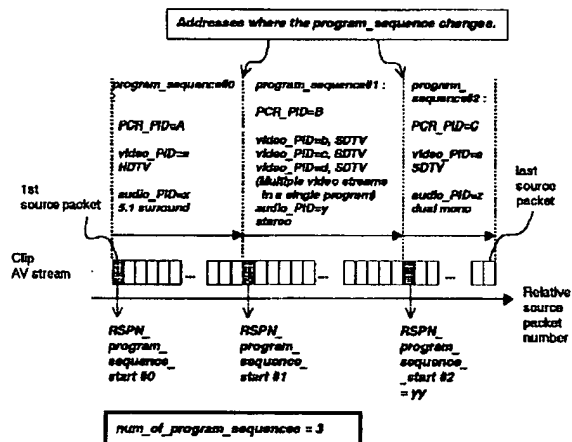 Addresses where the program_sequence changes.
program_sequence#0
PCR_PID=A
video_PID=a
HDTV
audio_PID=x
5.1 surround
program_sequence#1 :
PCR_PID=B
video_PID=b, SDTV
video_PID=c, SDTV
video_PID=d, SDTV
(Multiple video streams
in a single program)
audio_PID=y
stereo
program_
sequence#2 :
PCR_PID=C
video_PID=a
SDTV
audio_PID=z
dual mono
1st
source packet
last
source
packet
Clip
AV stream
...
...
...
Relative
source
packet
number
RSPN_
program_
sequence_
start #0
RSPN_
program_
sequence_
start #1
RSPN_
program_
sequence
_start #2
= yy
num_of_program_sequences = 3